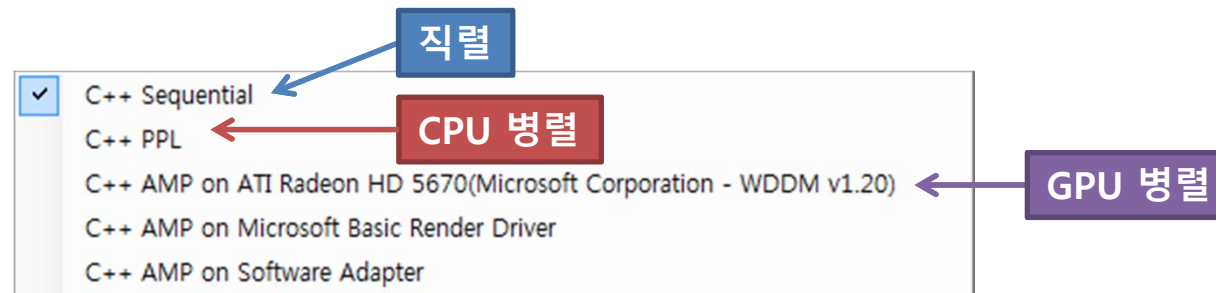 직렬
C++ Sequential
CPU 병렬
C++ PPL
C++ AMP on ATI Radeon HD 5670(Microsoft Corporation - WDDM v1.20)
GPU 병렬
C++ AMP on Microsoft Basic Render Driver
C++ AMP on Software Adapter